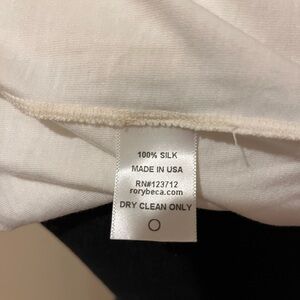 100% SILK
MADE IN USA
RN#123712
rorybeca.com
DRY CLEAN ONLY